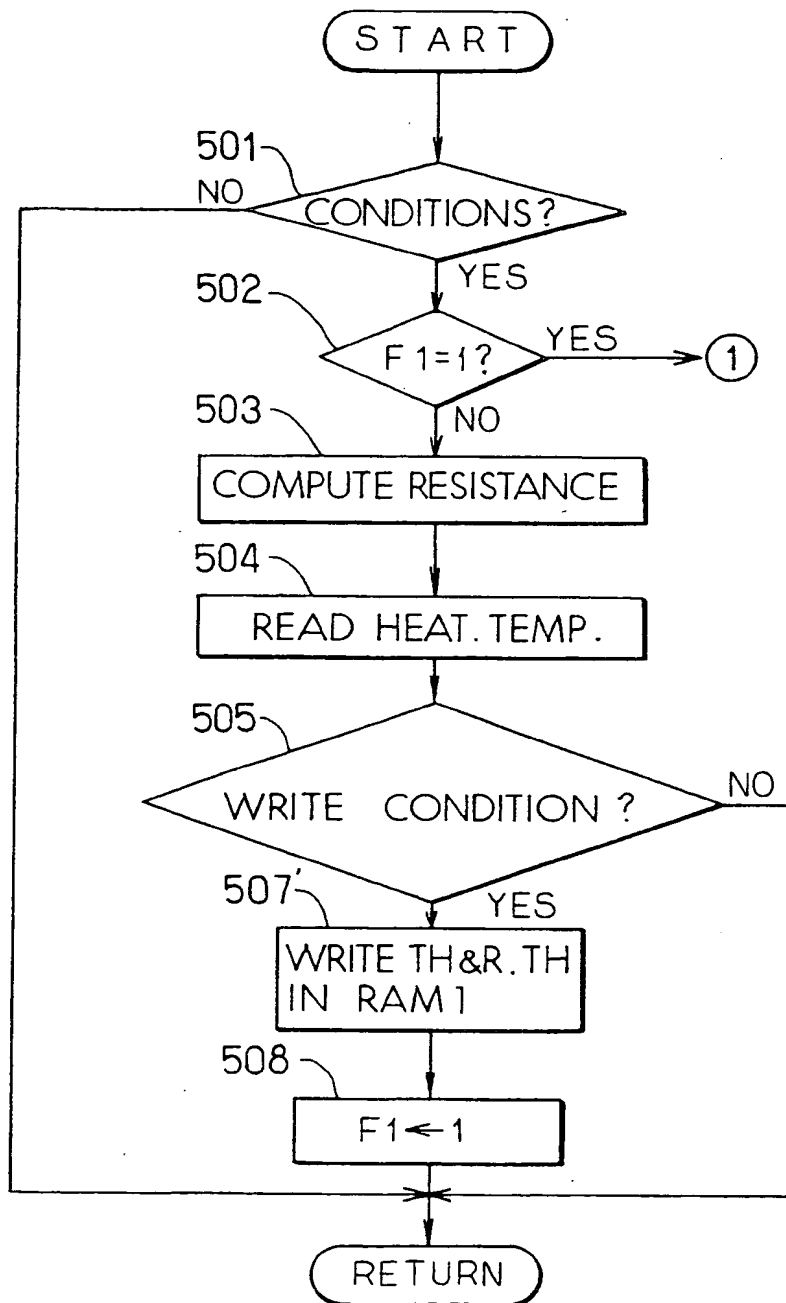 START
501
NO
CONDITIONS?
YES
502
F1=1?
YES
1
NO
503
COMPUTE RESISTANCE
504
READ HEAT. TEMP.
505
WRITE CONDITION ?
NO
YES
507'
WRITE TH&R.TH
IN RAM1
508
F1←1
RETURN